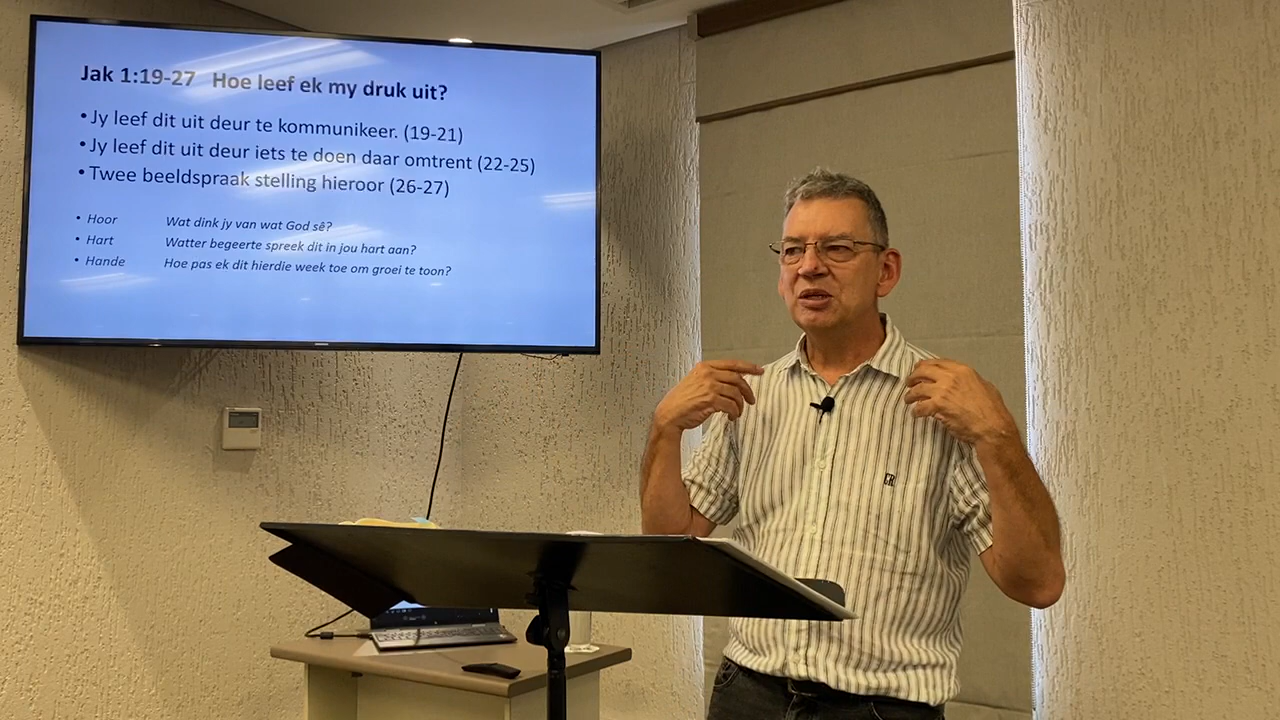 Jak 1:19-27 Hoe leef ek my druk uit?
• Jy leef dit uit deur te kommunikeer. (19-21)
• Jy leef dit uit deur iets te doen daar omtrent (22-25)
• Twee beeldspraak stelling hieroor (26-27)
• Hoor Wat dink jy van wat God sê?
• Hart Watter begeerte spreek dit in jou hart aan?
• Hande Hoe pas ek dit hierdie week toe om groei te toon?